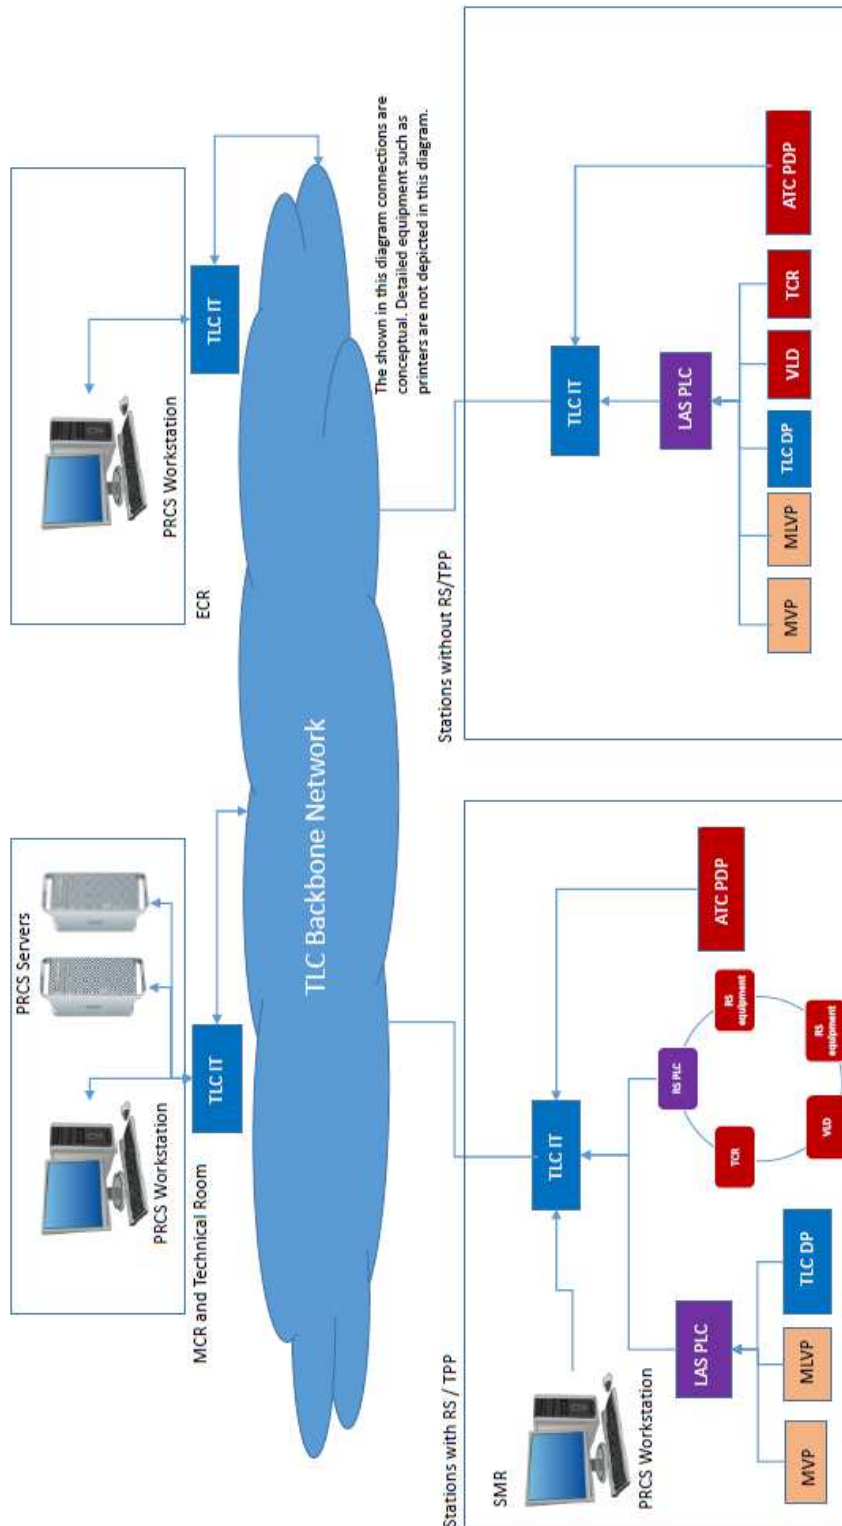 PRCS Servers
PRCS Workstation
TLC IT
MCR and Technical Room
PRCS Workstation
TLC IT
ECR
TLC Backbone Network
The shown in this diagram connections are
conceptual. Detailed equipment such as
printers are not depicted in this diagram.
Stations with RS / TPP
SMR
PRCS Workstation
TLC IT
ATC PDP
LAS PLC
RS PLC
TCR
RS
equipment
VLD
RS
equipment
MVP
MLVP
TLC DP
Stations without RS/TPP
TLC IT
LAS PLC
MVP
MLVP
TLC DP
VLD
TCR
ATC PDP